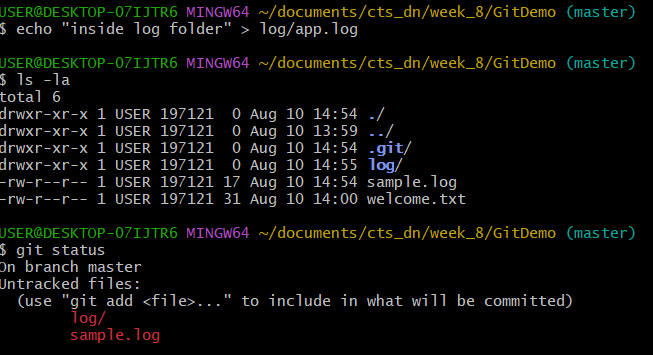 USER@DESKTOP-07IJTR6 MINGW64 ~/documents/cts_dn/week_8/GitDemo (master)
$ echo "inside log folder" > log/app.log
USER@DESKTOP-07IJTR6 MINGW64 ~/documents/cts_dn/week_8/GitDemo (master)
$ ls -la
total 6
drwxr-xr-x 1 USER 197121  0 Aug 10 14:54 ./
drwxr-xr-x 1 USER 197121  0 Aug 10 13:59 ../
drwxr-xr-x 1 USER 197121  0 Aug 10 14:54 .git/
drwxr-xr-x 1 USER 197121  0 Aug 10 14:55 log/
-rw-r--r-- 1 USER 197121 17 Aug 10 14:54 sample.log
-rw-r--r-- 1 USER 197121 31 Aug 10 14:00 welcome.txt
USER@DESKTOP-07IJTR6 MINGW64 ~/documents/cts_dn/week_8/GitDemo (master)
$ git status
On branch master
Untracked files:
  (use "git add <file>..." to include in what will be committed)
        log/
        sample.log